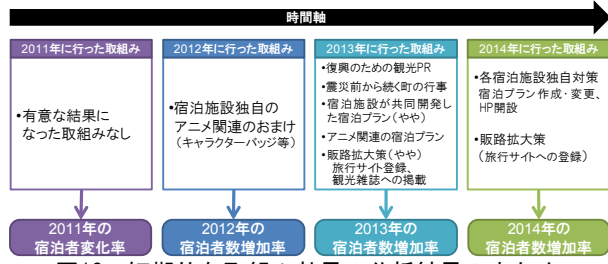 時間軸
2011年に行った取組み
・有意な結果に
なった取組みなし
2011年の
宿泊者変化率
2012年に行った取組み
・宿泊施設独自の
アニメ関連のおまけ
（キャラクターバッジ等）
2012年の
宿泊者数増加率
2013年に行った取組み
・復興のための観光PR
・震災前から続く町の行事
・宿泊施設が共同開発し
た宿泊プラン（やや）
・アニメ関連の宿泊プラン
・販路拡大策（やや）
旅行サイト登録、
観光雑誌への掲載
2013年の
宿泊者数増加率
2014年に行った取組み
・各宿泊施設独自対策
宿泊プラン作成・変更、
HP開設
・販路拡大策
（旅行サイトへの登録）
2014年の
宿泊者数増加率